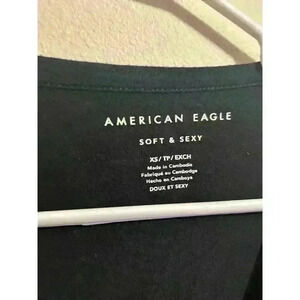 AMERICAN EAGLE
SOFT & SEXY
XS / TP / EXCH
Made in Cambodia
Fabriqué au Cambodge
Hecho en Camboya
DOUX ET SEXY